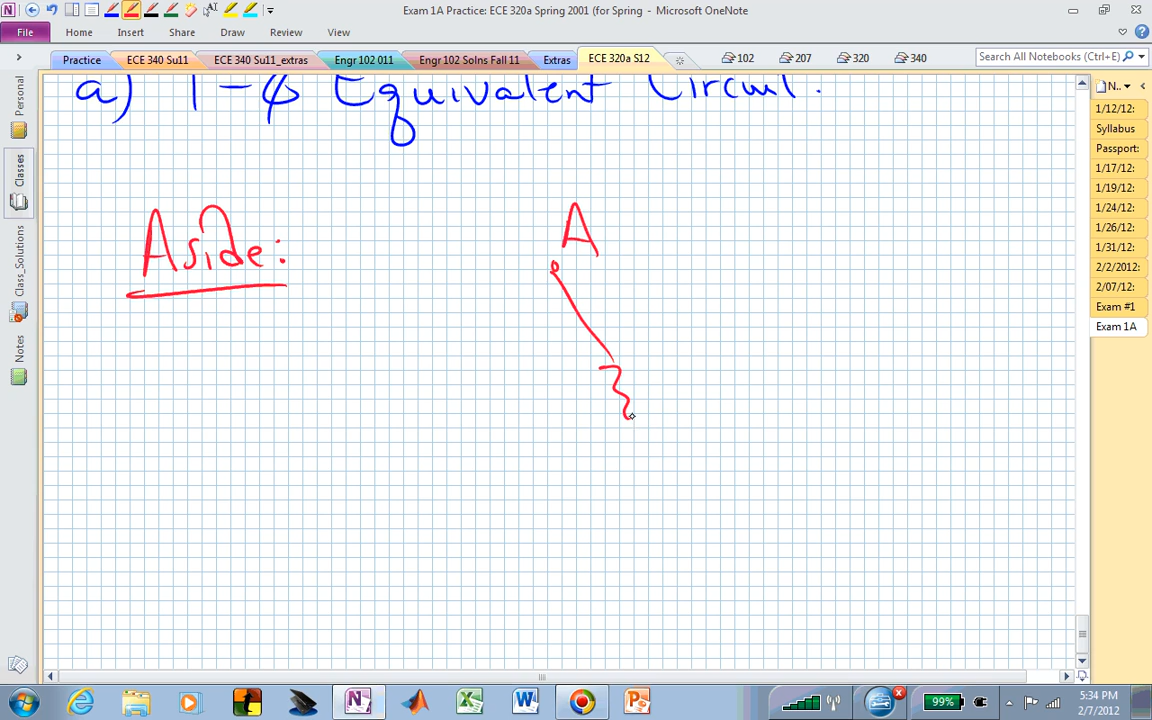 Exam 1A Practice: ECE 320a Spring 2001 (for Spring - Microsoft OneNote
File Home Insert Share Draw Review View
Practice ECE 340 Su11 ECE 340 Su11_extras Engr 102 011 Engr 102 Solns Fall 11 Extras ECE 320a S12 102 207 320 340 Search All Notebooks (Ctrl+E)
N..
Personal
Classes
Class_Solutions
Notes
1/12/12:
Syllabus
Passport:
1/17/12:
1/19/12:
1/24/12:
1/26/12:
1/31/12:
2/2/2012:
2/07/12:
Exam #1
Exam 1A
a) 1-φ Equivalent Circuit.
Aside:
A
99%
5:34 PM
2/7/2012